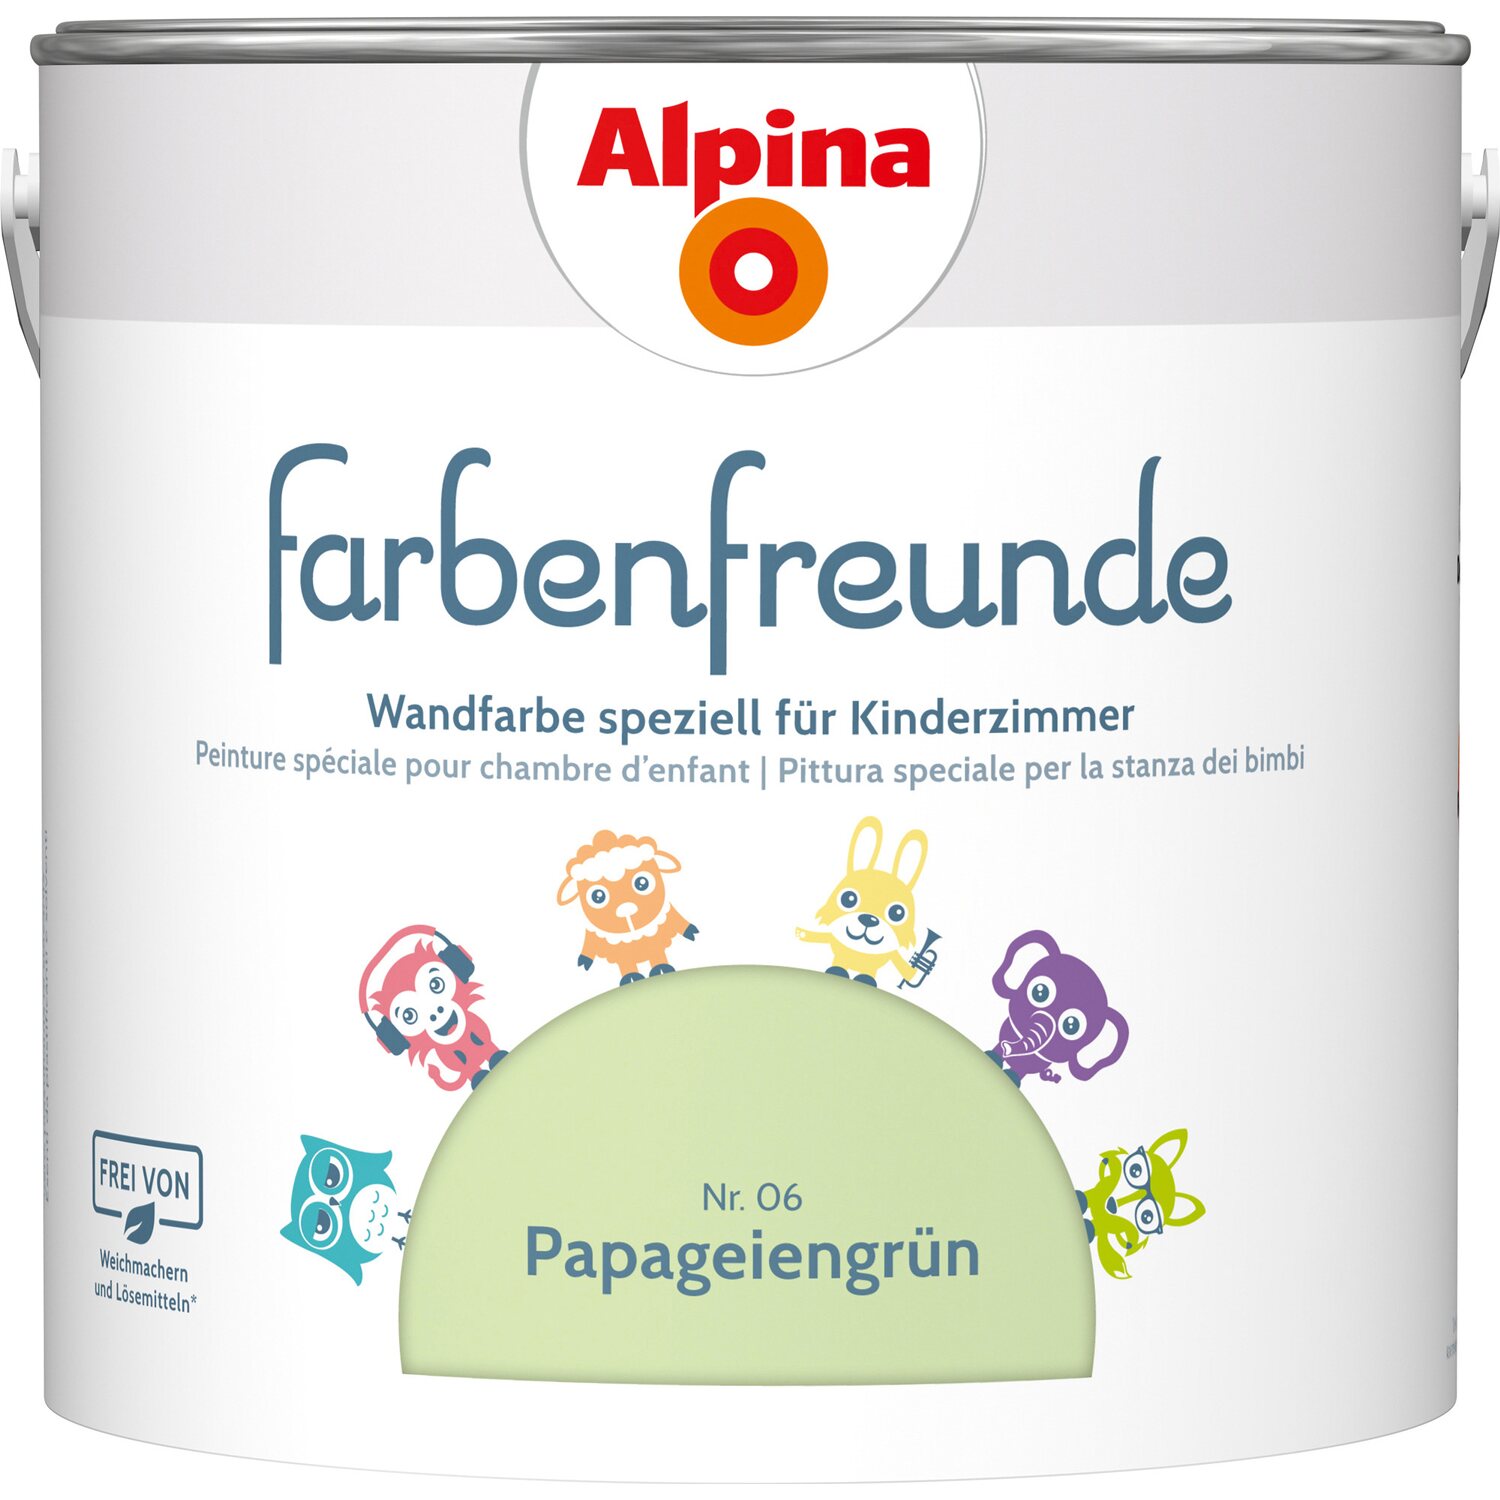 Alpina
farbenfreunde
Wandfarbe speziell für Kinderzimmer
Peinture spéciale pour chambre d'enfant | Pittura speciale per la stanza dei bimbi
FREI VON
Weichmachern
und Lösemitteln*
Nr. 06
Papageiengrün